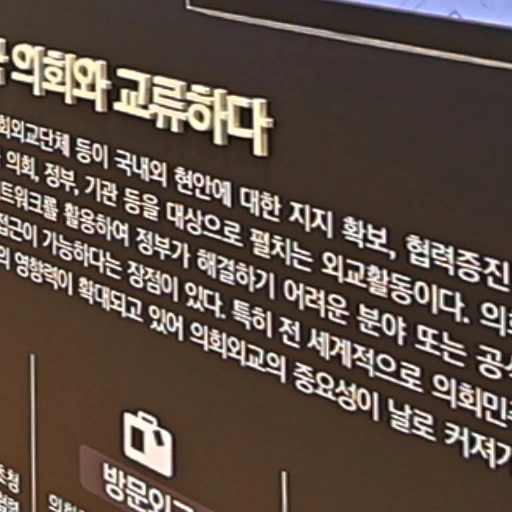 의회와 교류하다
회외교단체 등이 국내외 현안에 대한 지지 확보, 협력증진
의회, 정부, 기관 등을 대상으로 펼치는 외교활동이다. 의회
트워크를 활용하여 정부가 해결하기 어려운 분야 또는 공식
접근이 가능하다는 장점이 있다. 특히 전 세계적으로 의회민주
의 영향력이 확대되고 있어 의회외교의 중요성이 날로 커져가
방문외교